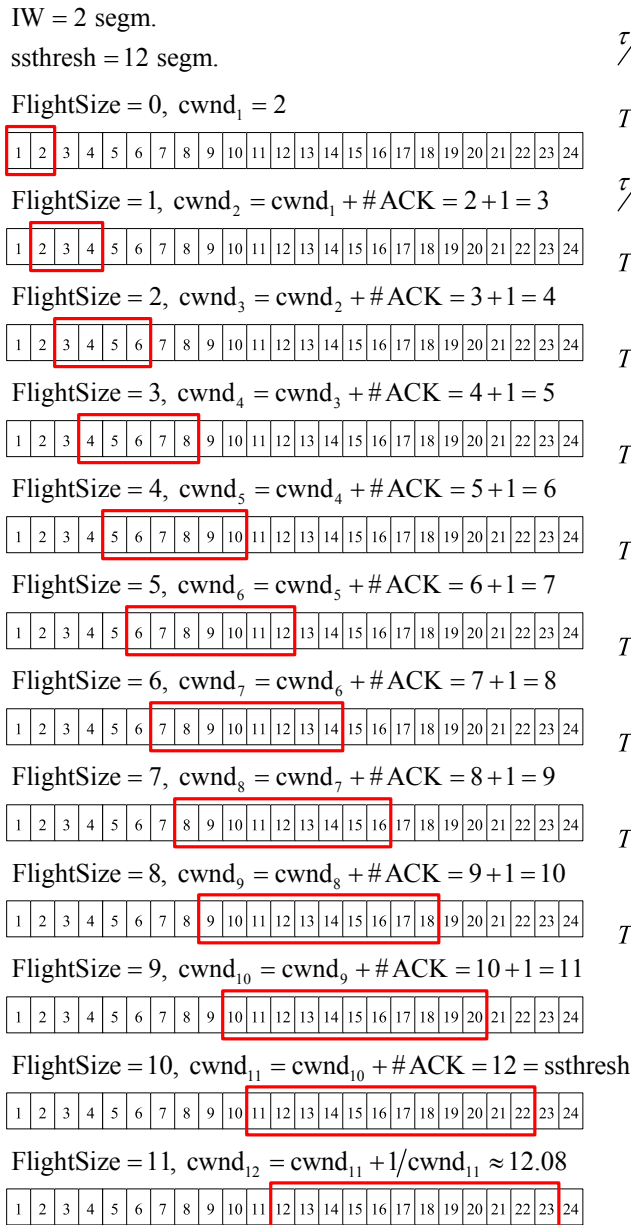 IW = 2 segm.
ssthresh = 12 segm.
τ/
FlightSize = 0, cwnd₁ = 2
T
1 2 3 4 5 6 7 8 9 10 11 12 13 14 15 16 17 18 19 20 21 22 23 24
FlightSize = 1, cwnd₂ = cwnd₁ + #ACK = 2+1 = 3
τ/
1 2 3 4 5 6 7 8 9 10 11 12 13 14 15 16 17 18 19 20 21 22 23 24
T
FlightSize = 2, cwnd₃ = cwnd₂ + #ACK = 3+1 = 4
1 2 3 4 5 6 7 8 9 10 11 12 13 14 15 16 17 18 19 20 21 22 23 24
T
FlightSize = 3, cwnd₄ = cwnd₃ + #ACK = 4+1 = 5
1 2 3 4 5 6 7 8 9 10 11 12 13 14 15 16 17 18 19 20 21 22 23 24
T
FlightSize = 4, cwnd₅ = cwnd₄ + #ACK = 5+1 = 6
1 2 3 4 5 6 7 8 9 10 11 12 13 14 15 16 17 18 19 20 21 22 23 24
T
FlightSize = 5, cwnd₆ = cwnd₅ + #ACK = 6+1 = 7
1 2 3 4 5 6 7 8 9 10 11 12 13 14 15 16 17 18 19 20 21 22 23 24
T
FlightSize = 6, cwnd₇ = cwnd₆ + #ACK = 7+1 = 8
1 2 3 4 5 6 7 8 9 10 11 12 13 14 15 16 17 18 19 20 21 22 23 24
T
FlightSize = 7, cwnd₈ = cwnd₇ + #ACK = 8+1 = 9
1 2 3 4 5 6 7 8 9 10 11 12 13 14 15 16 17 18 19 20 21 22 23 24
T
FlightSize = 8, cwnd₉ = cwnd₈ + #ACK = 9+1 = 10
1 2 3 4 5 6 7 8 9 10 11 12 13 14 15 16 17 18 19 20 21 22 23 24
T
FlightSize = 9, cwnd₁₀ = cwnd₉ + #ACK = 10+1 = 11
1 2 3 4 5 6 7 8 9 10 11 12 13 14 15 16 17 18 19 20 21 22 23 24
FlightSize = 10, cwnd₁₁ = cwnd₁₀ + #ACK = 12 = ssthresh
1 2 3 4 5 6 7 8 9 10 11 12 13 14 15 16 17 18 19 20 21 22 23 24
FlightSize = 11, cwnd₁₂ = cwnd₁₁ + 1/cwnd₁₁ ≈ 12.08
1 2 3 4 5 6 7 8 9 10 11 12 13 14 15 16 17 18 19 20 21 22 23 24